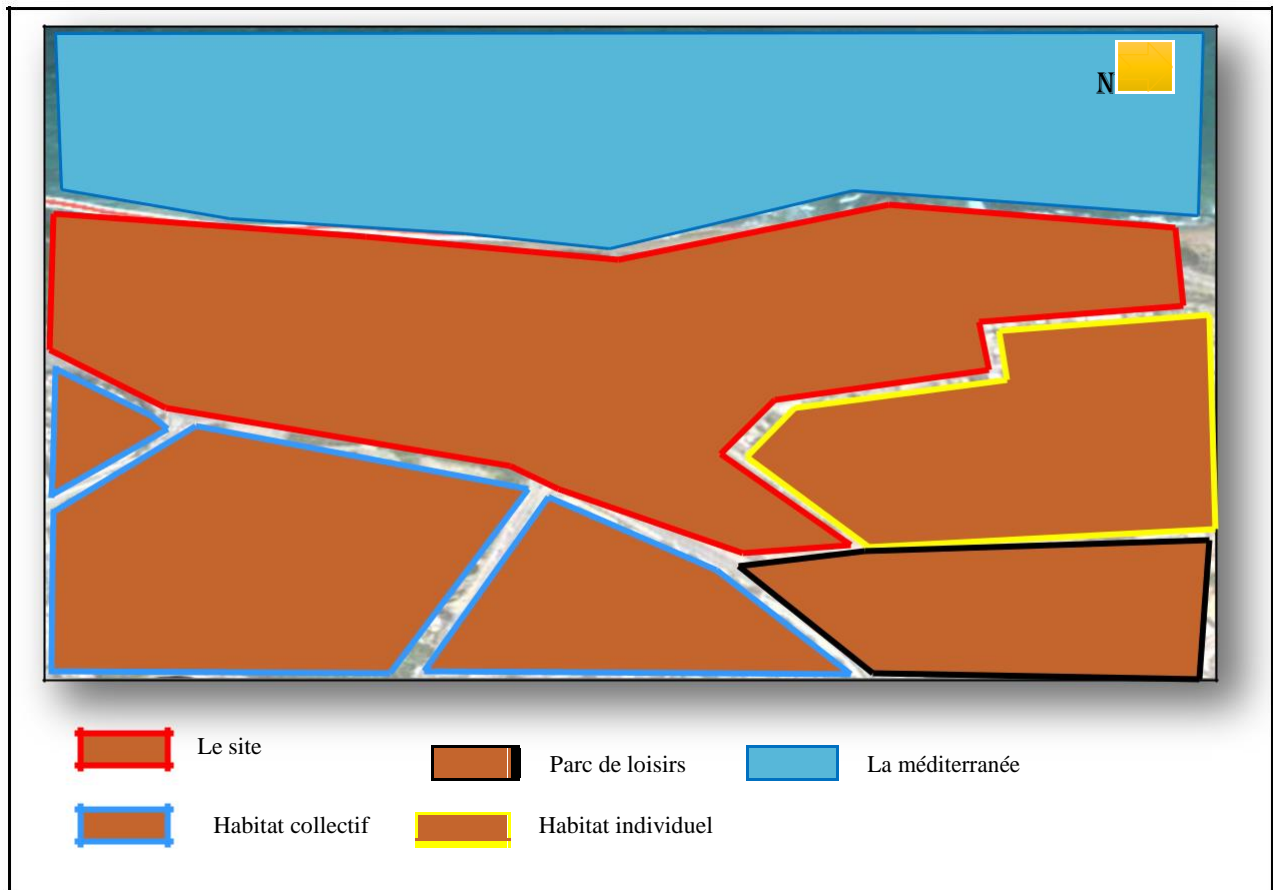 N
Le site
Parc de loisirs
La méditerranée
Habitat collectif
Habitat individuel